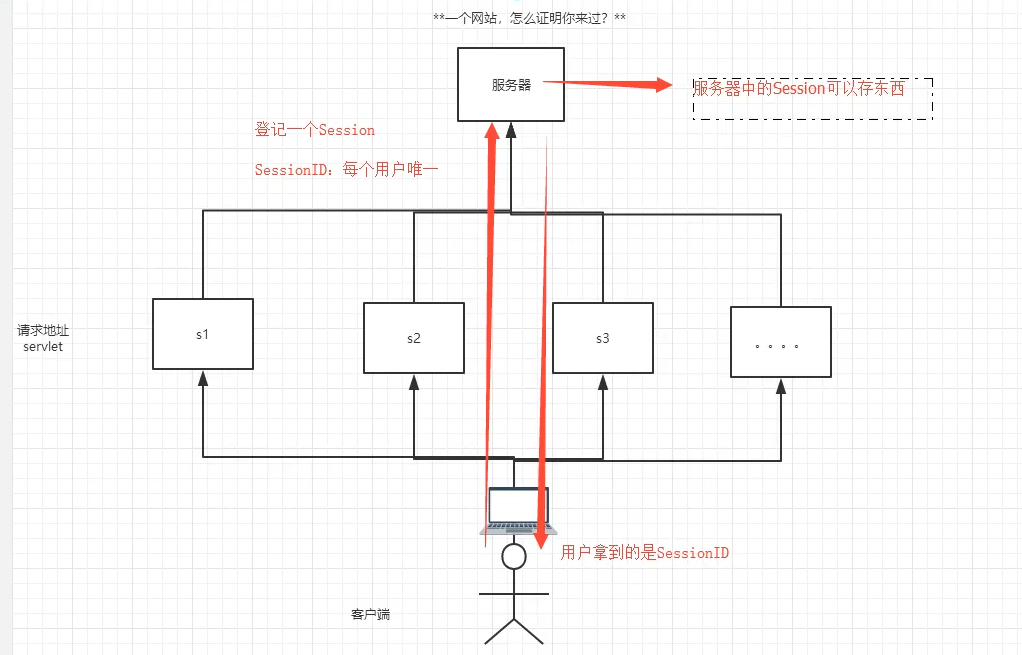 **一个网站，怎么证明你来过？**
服务器
服务器中的Session可以存东西
登记一个Session
SessionID：每个用户唯一
请求地址
servlet
s1
s2
s3
。。。。
用户拿到的是SessionID
客户端